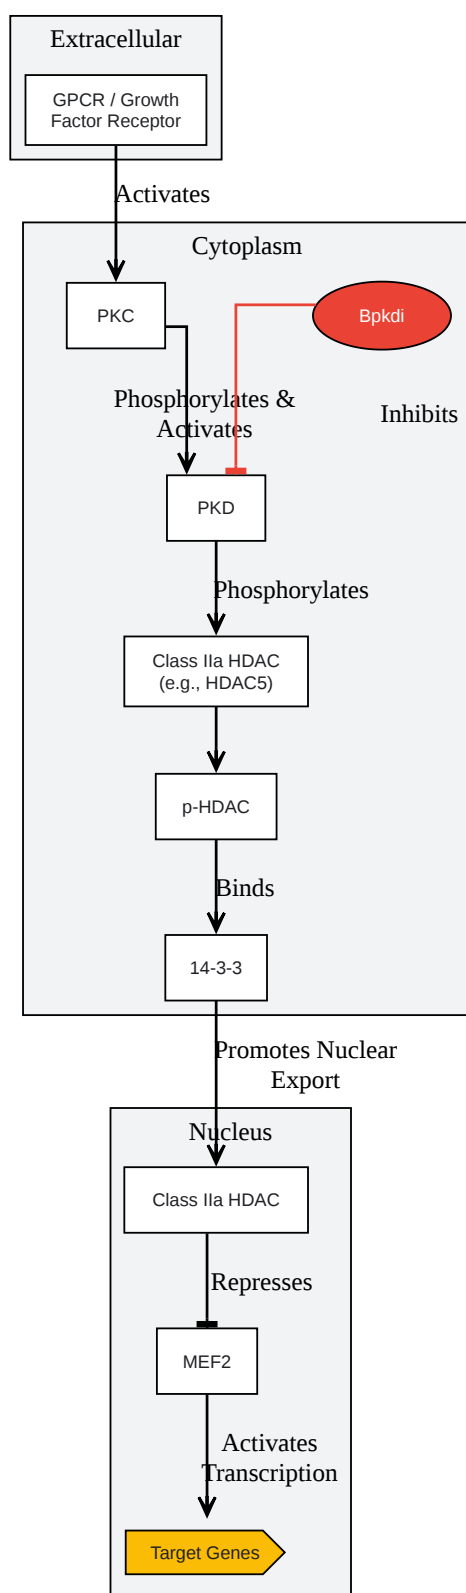 Extracellular
GPCR / Growth
Factor Receptor
Activates
Cytoplasm
PKC
Bpkdi
Phosphorylates &
Activates
Inhibits
PKD
Phosphorylates
Class IIa HDAC
(e.g., HDAC5)
p-HDAC
Binds
14-3-3
Promotes Nuclear
Export
Nucleus
Class IIa HDAC
Represses
MEF2
Activates
Transcription
Target Genes